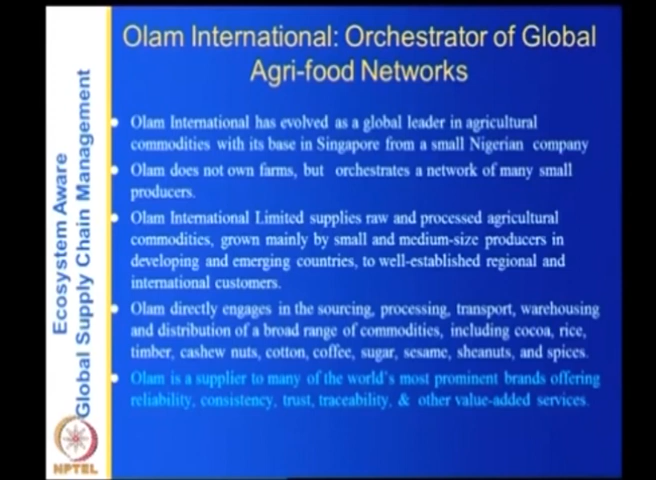 Olam International: Orchestrator of Global
Agri-food Networks
Olam International has evolved as a global leader in agricultural
commodities with its base in Singapore from a small Nigerian company
Olam does not own farms, but orchestrates a network of many small
producers.
Olam International Limited supplies raw and processed agricultural
commodities, grown mainly by small and medium-size producers in
developing and emerging countries, to well-established regional and
international customers.
Olam directly engages in the sourcing, processing, transport, warehousing
and distribution of a broad range of commodities, including cocoa, rice,
timber, cashew nuts, cotton, coffee, sugar, sesame, sheanuts, and spices.
Olam is a supplier to many of the world's most prominent brands offering
reliability, consistency, trust, traceability, & other value-added services.
Ecosystem Aware
Global Supply Chain Management
NPTEL